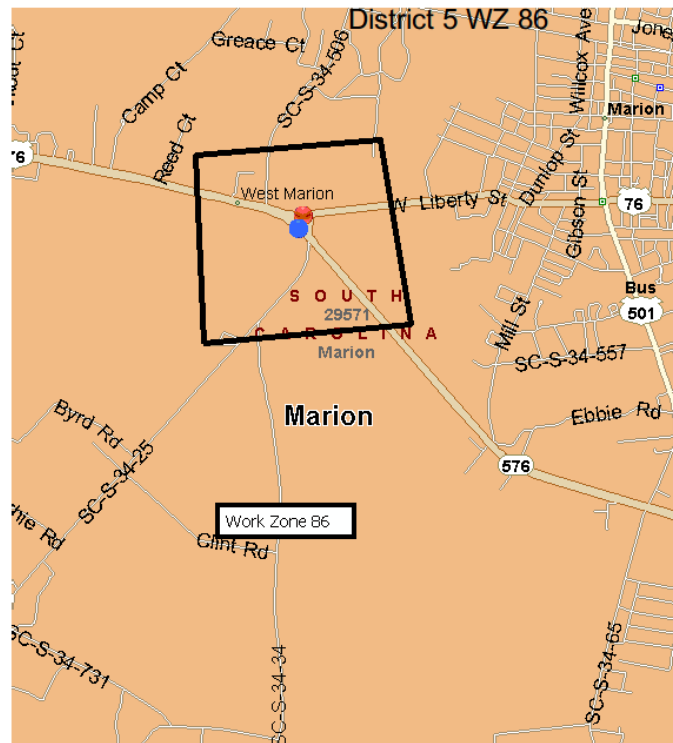 District 5 WZ 86
Greace Ct
SC-S-34-506
Camp Ct
Reed Ct
Willcox Ave
Marion
Dunlop St
Gibson St
76
West Marion
W Liberty St
76
Bus
501
SOUTH
29571
CAROLINA
Marion
Mill St
SC-S-34-557
Marion
Ebbie Rd
Byrd Rd
SC-S-34-25
576
Work Zone 86
Clint Rd
SC-S-34-731
SC-S-34-34
SC-S-34-65